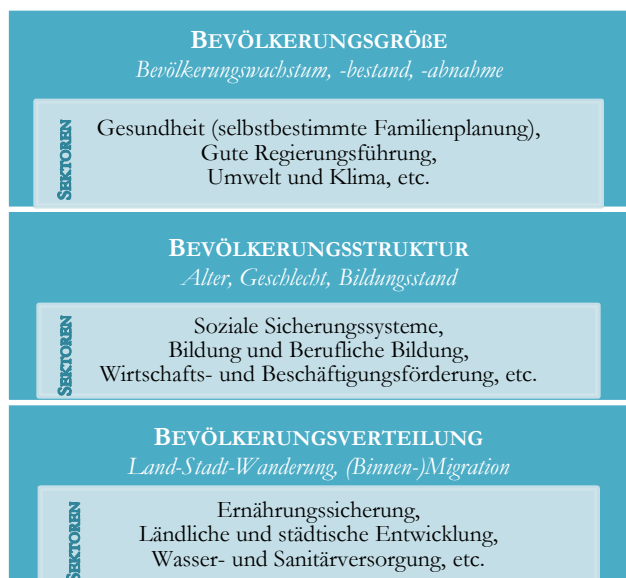 BEVÖLKERUNGSGRÖßE
Bevölkerungswachstum, -bestand, -abnahme
SEKTOREN
Gesundheit (selbstbestimmte Familienplanung),
Gute Regierungsführung,
Umwelt und Klima, etc.
BEVÖLKERUNGSSTRUKTUR
Alter, Geschlecht, Bildungsstand
SEKTOREN
Soziale Sicherungssysteme,
Bildung und Berufliche Bildung,
Wirtschafts- und Beschäftigungsförderung, etc.
BEVÖLKERUNGSVERTEILUNG
Land-Stadt-Wanderung, (Binnen-)Migration
SEKTOREN
Ernährungssicherung,
Ländliche und städtische Entwicklung,
Wasser- und Sanitärversorgung, etc.